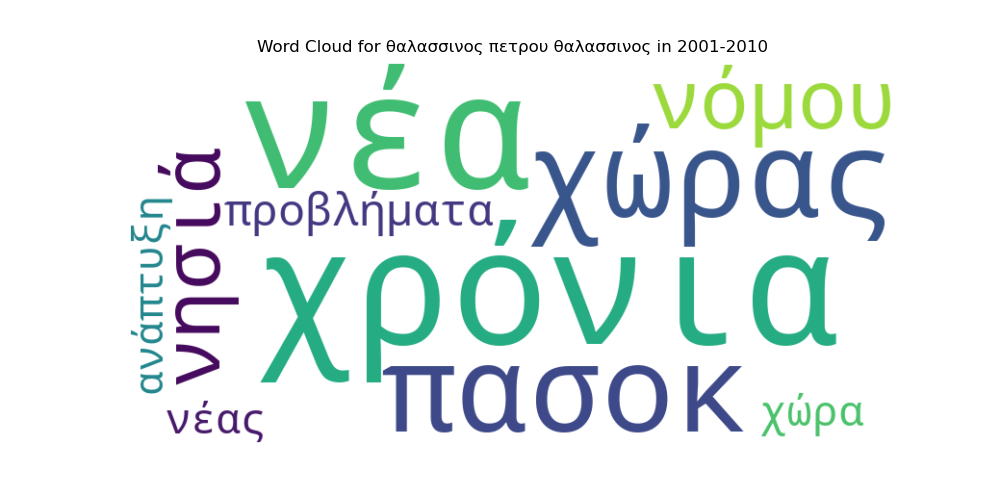 Word Cloud for θαλασσινος πετρου θαλασσινος in 2001-2010
νέα
νόμου
χώρας
νησιά
προβλήματα
ανάπτυξη
χρόνια
πασοκ
νέας
χώρα